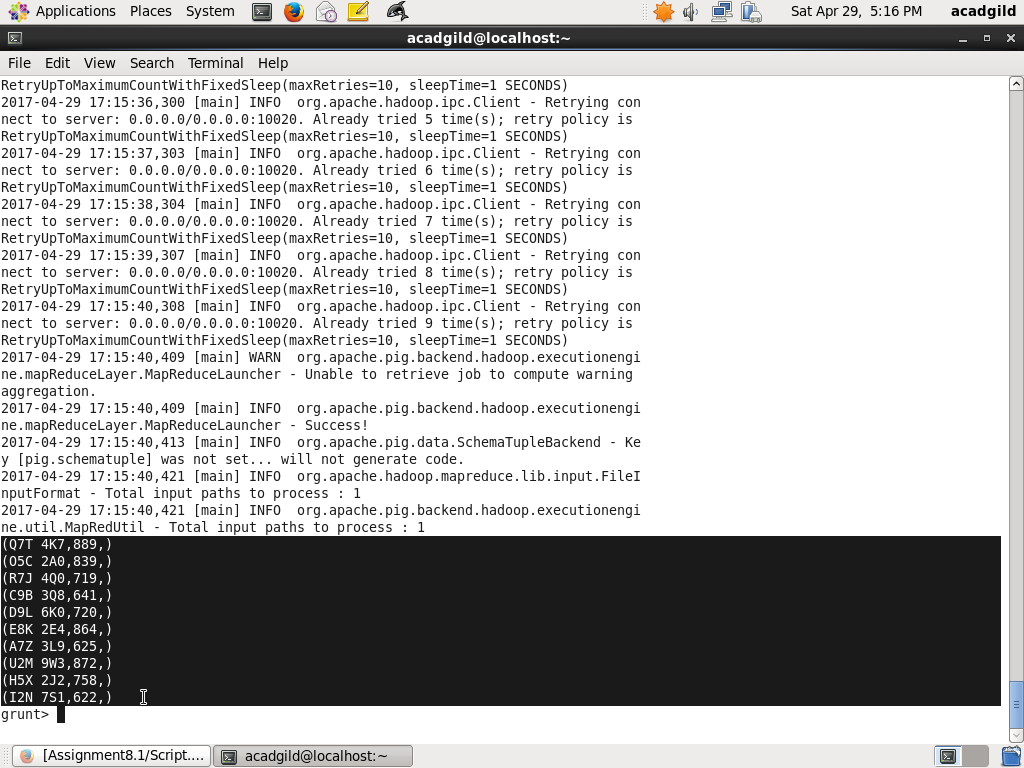 Applications Places System Sat Apr 29, 5:16 PM acadgild
acadgild@localhost:~
File Edit View Search Terminal Help
RetryUpToMaximumCountWithFixedSleep(maxRetries=10, sleepTime=1 SECONDS)
2017-04-29 17:15:36,300 [main] INFO  org.apache.hadoop.ipc.Client - Retrying con
nect to server: 0.0.0.0/0.0.0.0:10020. Already tried 5 time(s); retry policy is
RetryUpToMaximumCountWithFixedSleep(maxRetries=10, sleepTime=1 SECONDS)
2017-04-29 17:15:37,303 [main] INFO  org.apache.hadoop.ipc.Client - Retrying con
nect to server: 0.0.0.0/0.0.0.0:10020. Already tried 6 time(s); retry policy is
RetryUpToMaximumCountWithFixedSleep(maxRetries=10, sleepTime=1 SECONDS)
2017-04-29 17:15:38,304 [main] INFO  org.apache.hadoop.ipc.Client - Retrying con
nect to server: 0.0.0.0/0.0.0.0:10020. Already tried 7 time(s); retry policy is
RetryUpToMaximumCountWithFixedSleep(maxRetries=10, sleepTime=1 SECONDS)
2017-04-29 17:15:39,307 [main] INFO  org.apache.hadoop.ipc.Client - Retrying con
nect to server: 0.0.0.0/0.0.0.0:10020. Already tried 8 time(s); retry policy is
RetryUpToMaximumCountWithFixedSleep(maxRetries=10, sleepTime=1 SECONDS)
2017-04-29 17:15:40,308 [main] INFO  org.apache.hadoop.ipc.Client - Retrying con
nect to server: 0.0.0.0/0.0.0.0:10020. Already tried 9 time(s); retry policy is
RetryUpToMaximumCountWithFixedSleep(maxRetries=10, sleepTime=1 SECONDS)
2017-04-29 17:15:40,409 [main] WARN  org.apache.pig.backend.hadoop.executionengi
ne.mapReduceLayer.MapReduceLauncher - Unable to retrieve job to compute warning
aggregation.
2017-04-29 17:15:40,409 [main] INFO  org.apache.pig.backend.hadoop.executionengi
ne.mapReduceLayer.MapReduceLauncher - Success!
2017-04-29 17:15:40,413 [main] INFO  org.apache.pig.data.SchemaTupleBackend - Ke
y [pig.schematuple] was not set... will not generate code.
2017-04-29 17:15:40,421 [main] INFO  org.apache.hadoop.mapreduce.lib.input.FileI
nputFormat - Total input paths to process : 1
2017-04-29 17:15:40,421 [main] INFO  org.apache.pig.backend.hadoop.executionengi
ne.util.MapRedUtil - Total input paths to process : 1
(Q7T 4K7,889,)
(O5C 2A0,839,)
(R7J 4Q0,719,)
(C9B 3Q8,641,)
(D9L 6K0,720,)
(E8K 2E4,864,)
(A7Z 3L9,625,)
(U2M 9W3,872,)
(H5X 2J2,758,)
(I2N 7S1,622,)
grunt>
[Assignment8.1/Script.... acadgild@localhost:~